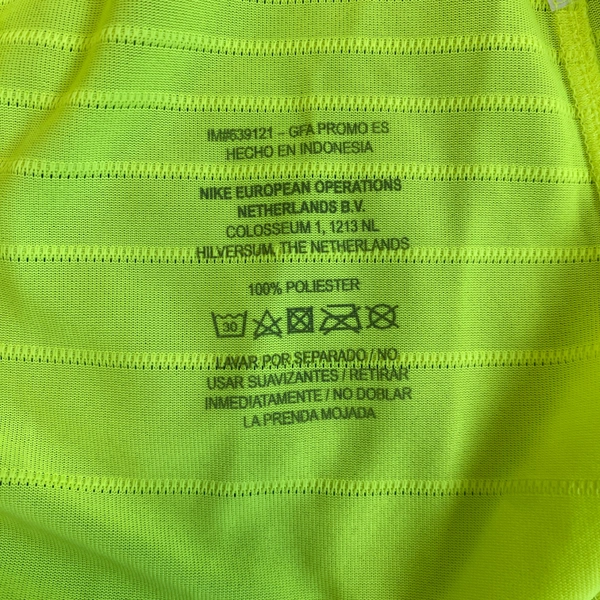 IM#639121 – GFA PROMO ES
HECHO EN INDONESIA
NIKE EUROPEAN OPERATIONS
NETHERLANDS B.V.
COLOSSEUM 1, 1213 NL
HILVERSUM, THE NETHERLANDS
100% POLIESTER
30
LAVAR POR SEPARADO / NO
USAR SUAVIZANTES / RETIRAR
INMEDIATAMENTE / NO DOBLAR
LA PRENDA MOJADA